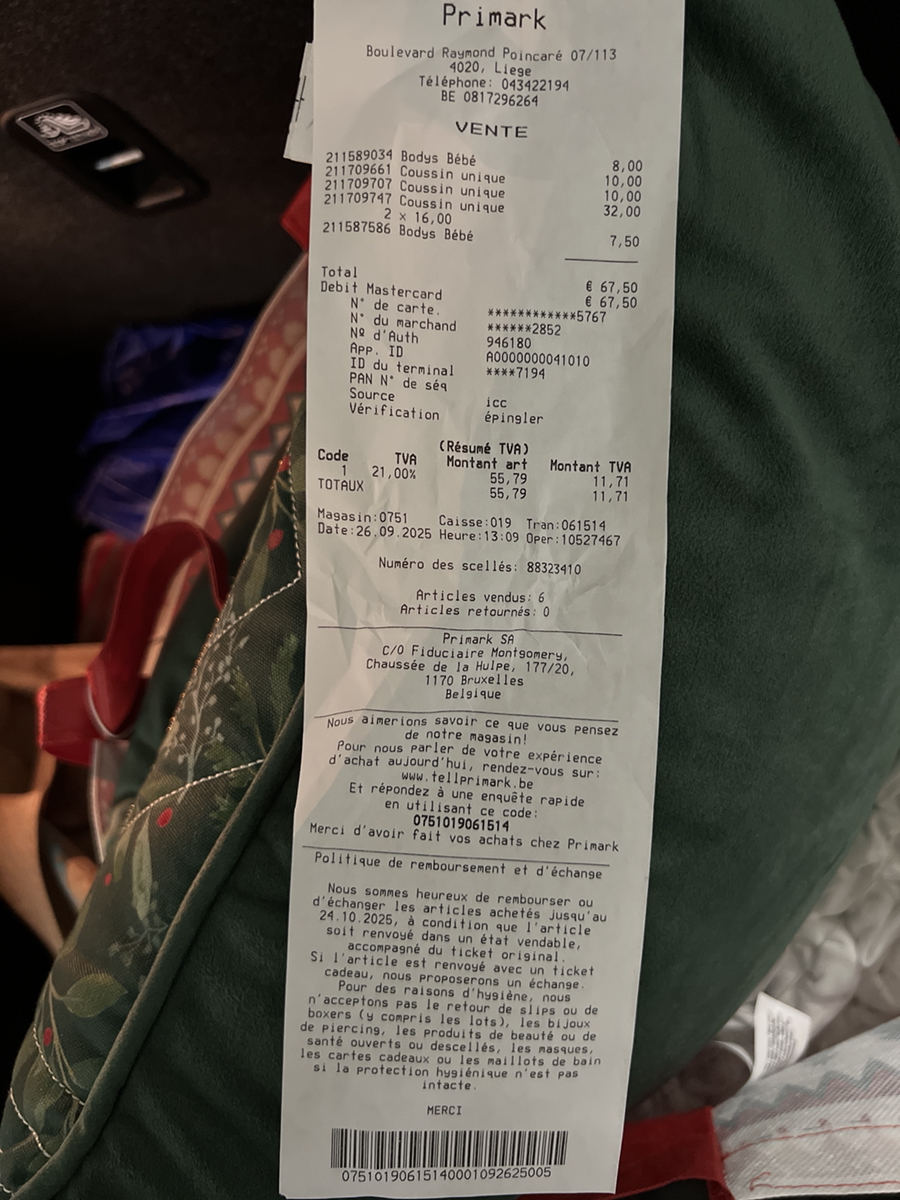 Primark
Boulevard Raymond Poincaré 07/113
4020, Liege
Téléphone: 043422194
BE 0817296264
VENTE
211589034 Bodys Bébé 8,00
211709661 Coussin unique 10,00
211709707 Coussin unique 10,00
211709747 Coussin unique 32,00
2 x 16,00
211587586 Bodys Bébé 7,50
Total € 67,50
Debit Mastercard € 67,50
N° de carte. ************5767
N° du marchand ******2852
Nº d'Auth 946180
App. ID A0000000041010
ID du terminal ****7194
PAN N° de séq
Source icc
Vérification épingler
(Résumé TVA)
Code TVA Montant art Montant TVA
1 21,00% 55,79 11,71
TOTAUX 55,79 11,71
Magasin:0751 Caisse:019 Tran:061514
Date:26.09.2025 Heure:13:09 Oper:10527467
Numéro des scellés: 88323410
Articles vendus: 6
Articles retournés: 0
Primark SA
C/O Fiduciaire Montgomery,
Chaussée de la Hulpe, 177/20,
1170 Bruxelles
Belgique
Nous aimerions savoir ce que vous pensez
de notre magasin!
Pour nous parler de votre expérience
d'achat aujourd'hui, rendez-vous sur:
www.tellprimark.be
Et répondez à une enquête rapide
en utilisant ce code:
0751019061514
Merci d'avoir fait vos achats chez Primark
Politique de remboursement et d'échange
Nous sommes heureux de rembourser ou
d'échanger les articles achetés jusqu'au
24.10.2025, à condition que l'article
soit renvoyé dans un état vendable,
accompagné du ticket original.
Si l'article est renvoyé avec un ticket
cadeau, nous proposerons un échange.
Pour des raisons d'hygiène, nous
n'acceptons pas le retour de slips ou de
boxers (y compris les lots), les bijoux
de piercing, les produits de beauté ou de
santé ouverts ou descellés, les masques,
les cartes cadeaux ou les maillots de bain
si la protection hygiénique n'est pas
intacte.
MERCI
07510190615140001092625005